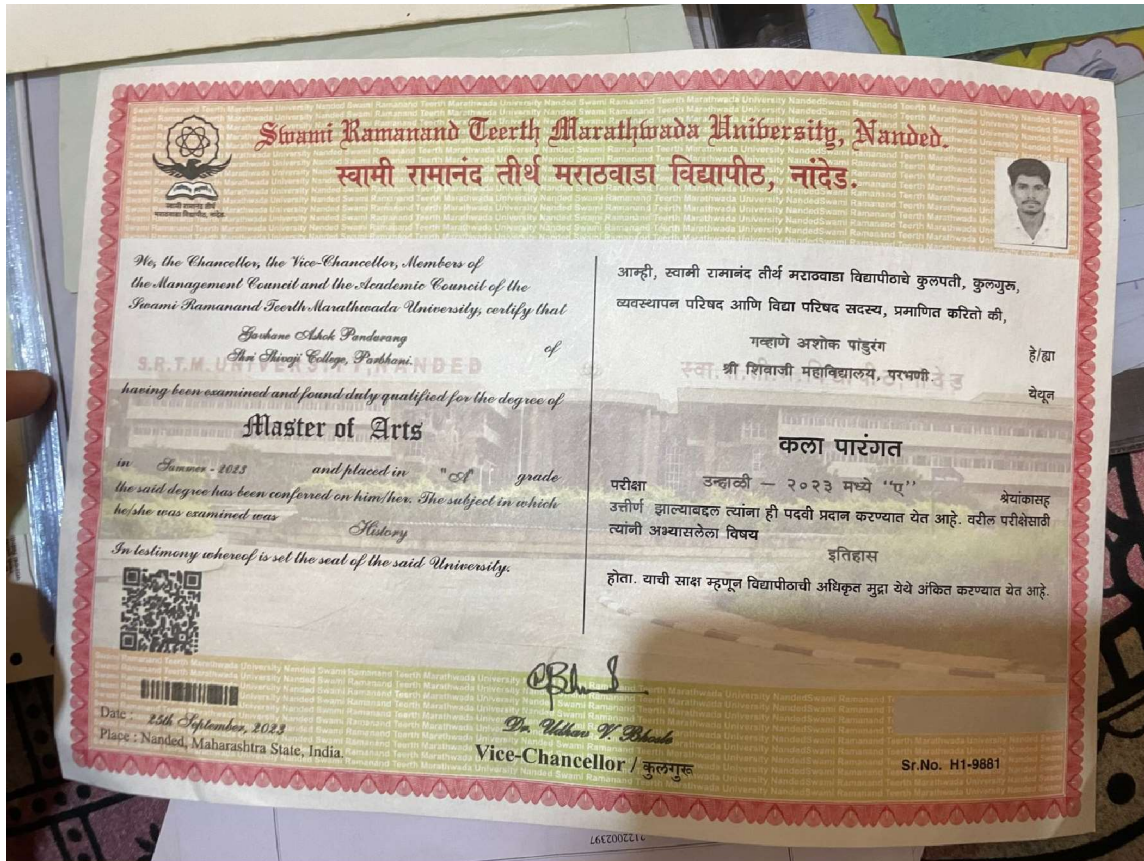 Swami Ramanand Teerth Marathwada University, Nanded.
स्वामी रामानंद तीर्थ मराठवाडा विद्यापीठ, नांदेड.
स्वामी रामानंद तीर्थ
मराठवाडा विद्यापीठ, नांदेड
We, the Chancellor, the Vice-Chancellor, Members of
the Management Council and the Academic Council of the
Swami Ramanand Teerth Marathwada University, certify that
Gavhane Ashok Pandurang
of
Shri Shivaji College, Parbhani.
S.R.T.M. UNIVERSITY, NANDED
having been examined and found duly qualified for the degree of
Master of Arts
in Summer - 2023 and placed in "A" grade
the said degree has been conferred on him/her. The subject in which
he/she was examined was
History
In testimony whereof is set the seal of the said University.
आम्ही, स्वामी रामानंद तीर्थ मराठवाडा विद्यापीठाचे कुलपती, कुलगुरू,
व्यवस्थापन परिषद आणि विद्या परिषद सदस्य, प्रमाणित करितो की,
गव्हाणे अशोक पांडुरंग
हे/ह्या
श्री शिवाजी महाविद्यालय, परभणी
येथून
कला पारंगत
परीक्षा उन्हाळी – २०२३ मध्ये "ए" श्रेयांकासह
उत्तीर्ण झाल्याबद्दल त्यांना ही पदवी प्रदान करण्यात येत आहे. वरील परीक्षेसाठी
त्यांनी अभ्यासलेला विषय
इतिहास
होता. याची साक्ष म्हणून विद्यापीठाची अधिकृत मुद्रा येथे अंकित करण्यात येत आहे.
Date : 25th September, 2023
Place : Nanded, Maharashtra State, India.
Dr. Udhav V. Bhosle
Vice-Chancellor / कुलगुरू
Sr.No. H1-9881